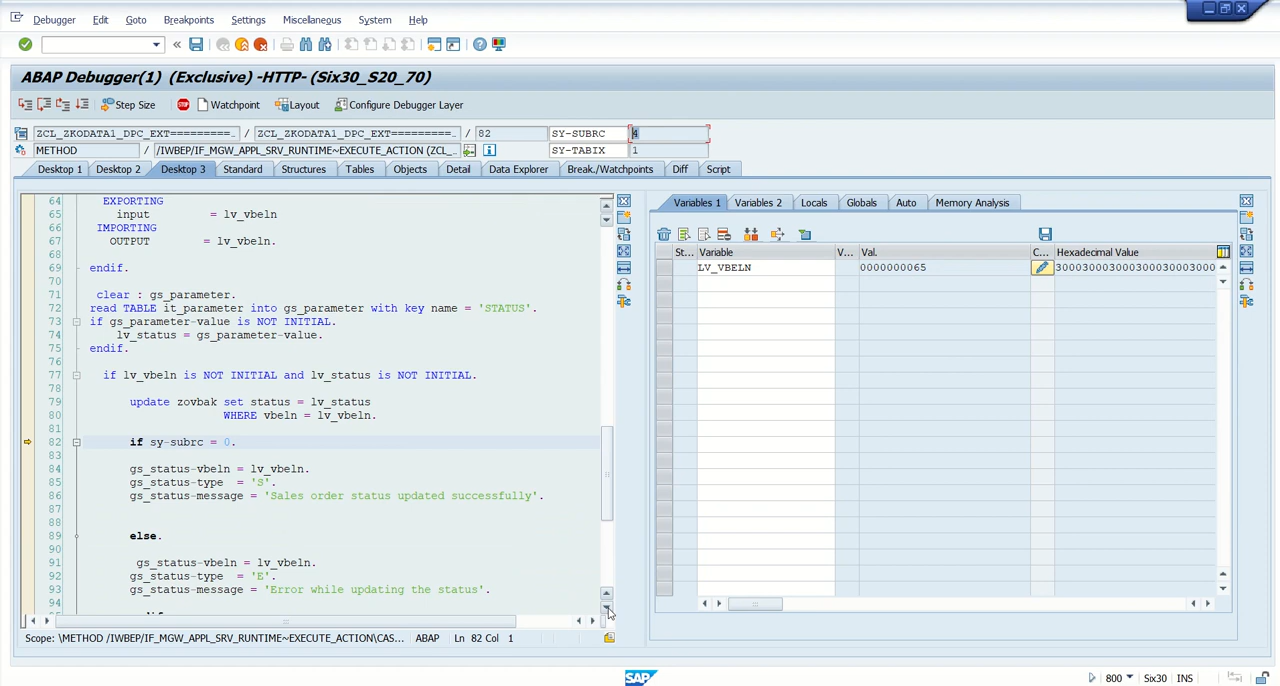 Debugger Edit Goto Breakpoints Settings Miscellaneous System Help
ABAP Debugger(1) (Exclusive) -HTTP- (Six30_S20_70)
Step Size STOP Watchpoint Layout Configure Debugger Layer
ZCL_ZKODATA1_DPC_EXT=========_ / ZCL_ZKODATA1_DPC_EXT=========_ / 82 SY-SUBRC 4
METHOD / /IWBEP/IF_MGW_APPL_SRV_RUNTIME~EXECUTE_ACTION (ZCL_… SY-TABIX 1
Desktop 1 Desktop 2 Desktop 3 Standard Structures Tables Objects Detail Data Explorer Break./Watchpoints Diff Script
Variables 1 Variables 2 Locals Globals Auto Memory Analysis
St... Variable V... Val. C... Hexadecimal Value
LV_VBELN 0000000065 30003000300030003000300
64 EXPORTING
65 input = lv_vbeln
66 IMPORTING
67 OUTPUT = lv_vbeln.
68
69 endif.
70
71 clear : gs_parameter.
72 read TABLE it_parameter into gs_parameter with key name = 'STATUS'.
73 if gs_parameter-value is NOT INITIAL.
74 lv_status = gs_parameter-value.
75 endif.
76
77 if lv_vbeln is NOT INITIAL and lv_status is NOT INITIAL.
78
79 update zovbak set status = lv_status
80 WHERE vbeln = lv_vbeln.
81
82 if sy-subrc = 0.
83
84 gs_status-vbeln = lv_vbeln.
85 gs_status-type = 'S'.
86 gs_status-message = 'Sales order status updated successfully'.
87
88
89 else.
90
91 gs_status-vbeln = lv_vbeln.
92 gs_status-type = 'E'.
93 gs_status-message = 'Error while updating the status'.
94
Scope: \METHOD /IWBEP/IF_MGW_APPL_SRV_RUNTIME~EXECUTE_ACTION\CAS... ABAP Ln 82 Col 1
SAP 800 Six30 INS